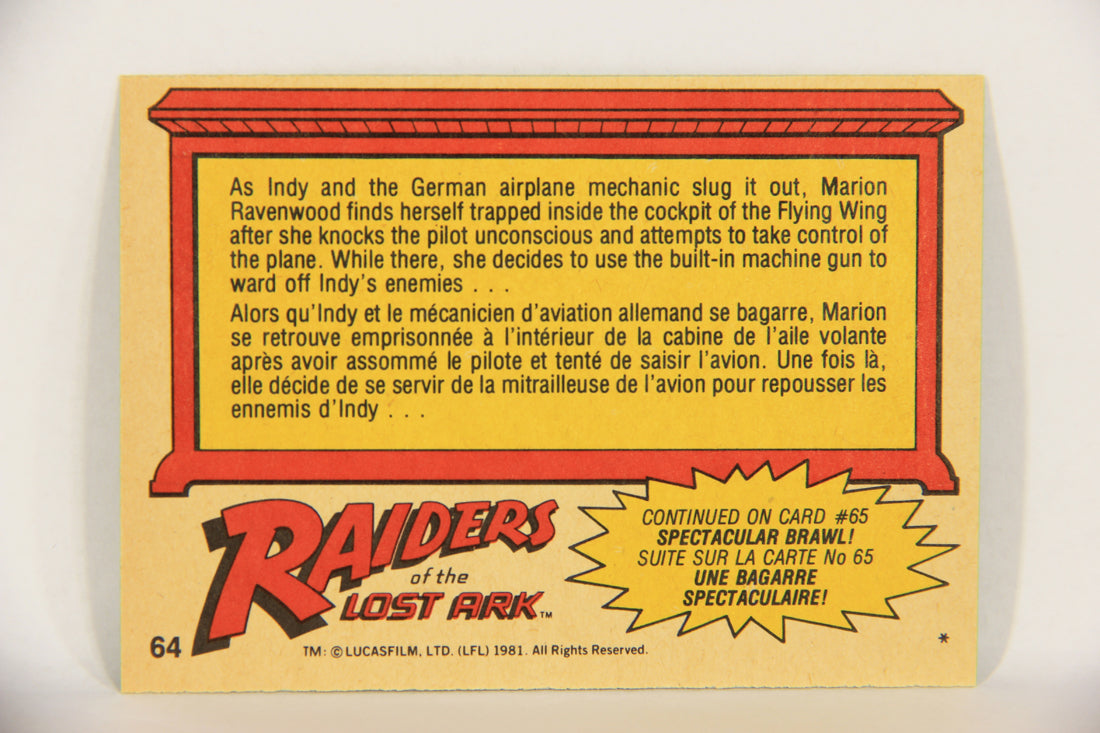 As Indy and the German airplane mechanic slug it out, Marion
Ravenwood finds herself trapped inside the cockpit of the Flying Wing
after she knocks the pilot unconscious and attempts to take control of
the plane. While there, she decides to use the built-in machine gun to
ward off Indy's enemies . . .
Alors qu'Indy et le mécanicien d'aviation allemand se bagarre, Marion
se retrouve emprisonnée à l'intérieur de la cabine de l'aile volante
après avoir assommé le pilote et tenté de saisir l'avion. Une fois là,
elle décide de se servir de la mitrailleuse de l'avion pour repousser les
ennemis d'Indy . . .
RAIDERS
of the
LOST ARK™
CONTINUED ON CARD #65
SPECTACULAR BRAWL!
SUITE SUR LA CARTE No 65
UNE BAGARRE
SPECTACULAIRE!
64
TM: © LUCASFILM, LTD. (LFL) 1981. All Rights Reserved.
*